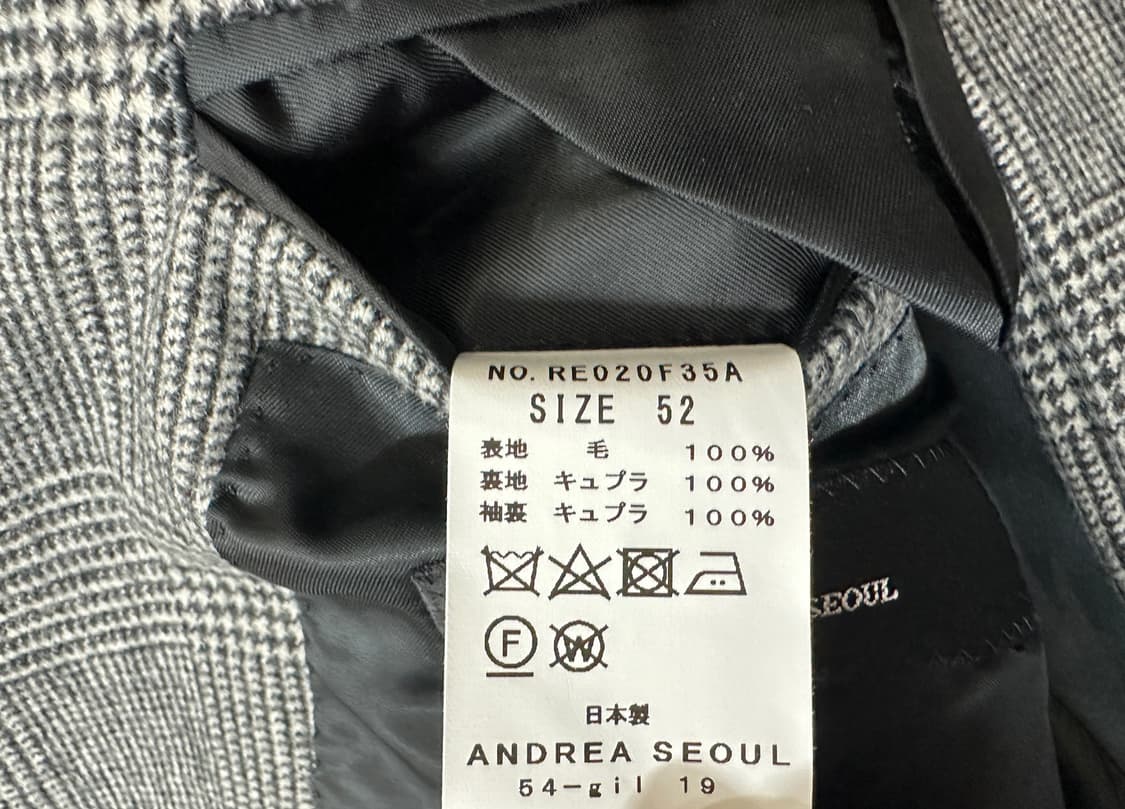 NO. RE020F35A
SIZE 52
表地 毛 100%
裏地 キュプラ 100%
袖裏 キュプラ 100%
F
W
日本製
ANDREA SEOUL
54-gil 19
SEOUL